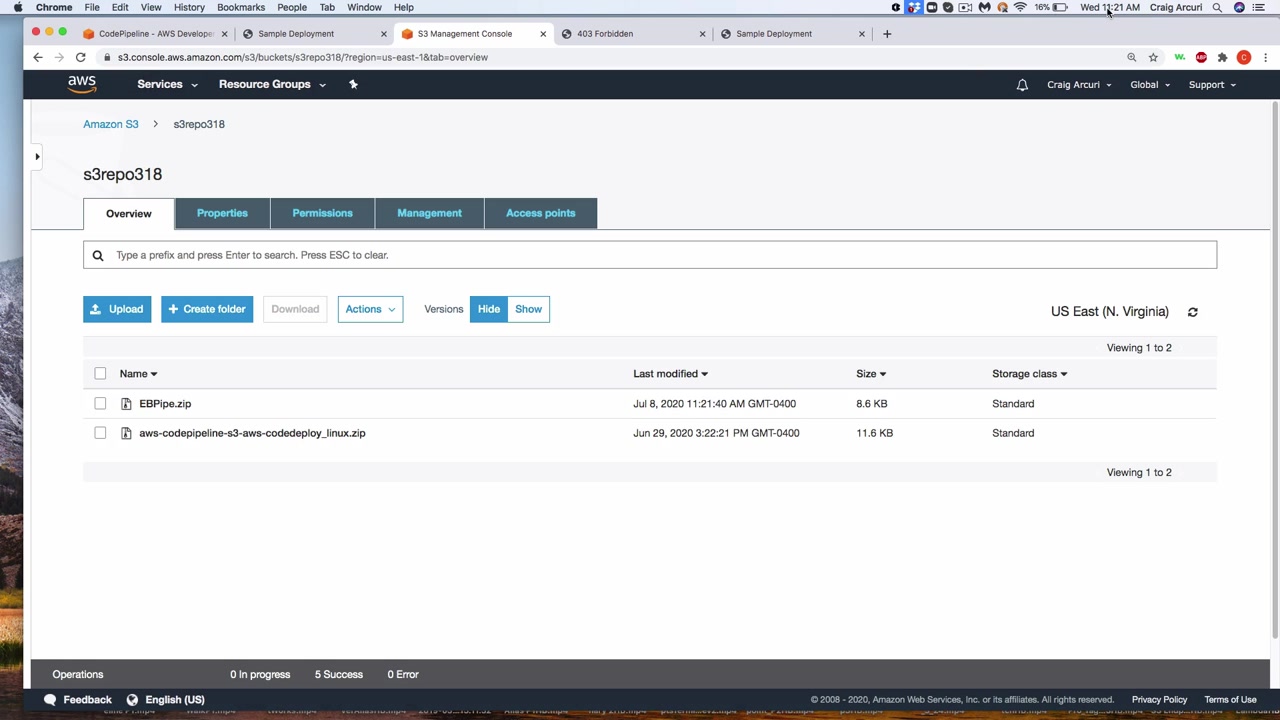 Chrome File Edit View History Bookmarks People Tab Window Help 16% Wed 11:21 AM Craig Arcuri
CodePipeline - AWS Develope Sample Deployment S3 Management Console 403 Forbidden Sample Deployment
s3.console.aws.amazon.com/s3/buckets/s3repo318/?region=us-east-1&tab=overview
aws Services Resource Groups Craig Arcuri Global Support
Amazon S3 > s3repo318
s3repo318
Overview Properties Permissions Management Access points
Type a prefix and press Enter to search. Press ESC to clear.
Upload + Create folder Download Actions Versions Hide Show US East (N. Virginia)
Viewing 1 to 2
Name Last modified Size Storage class
EBPipe.zip Jul 8, 2020 11:21:40 AM GMT-0400 8.6 KB Standard
aws-codepipeline-s3-aws-codedeploy_linux.zip Jun 29, 2020 3:22:21 PM GMT-0400 11.6 KB Standard
Viewing 1 to 2
Operations 0 In progress 5 Success 0 Error
Feedback English (US) © 2008 - 2020, Amazon Web Services, Inc. or its affiliates. All rights reserved. Privacy Policy Terms of Use